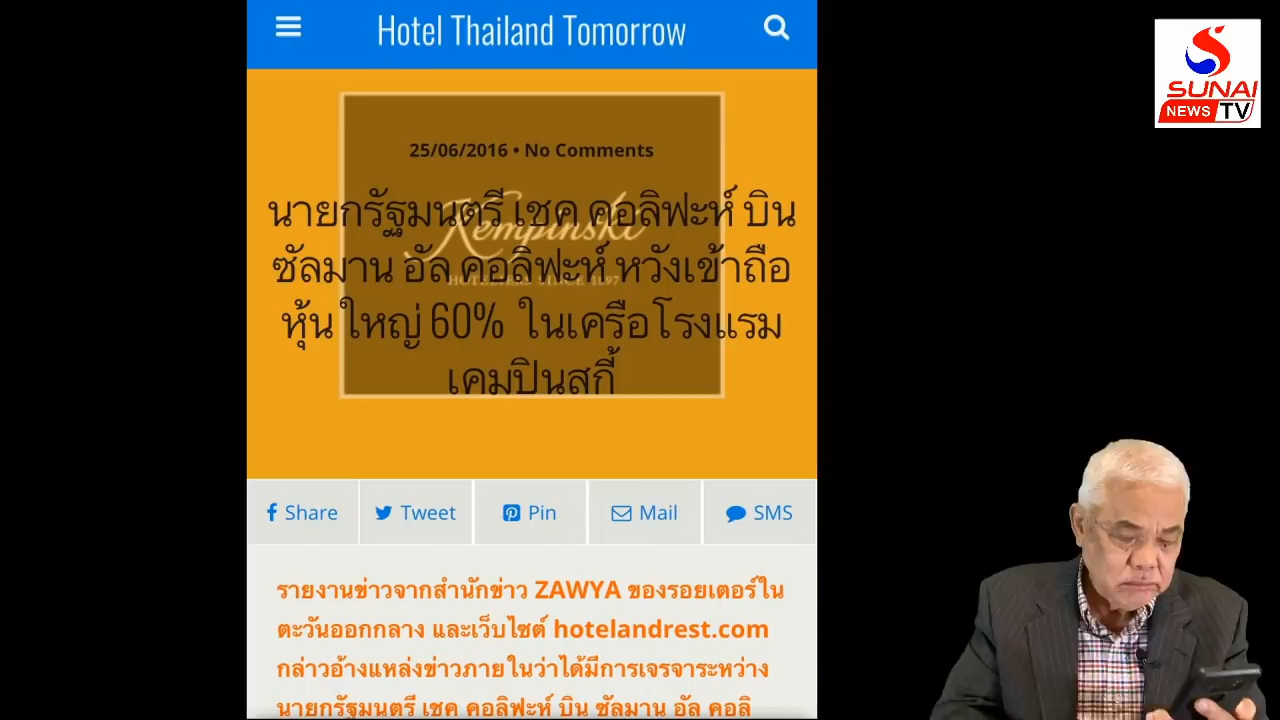 Hotel Thailand Tomorrow
SUNAI
NEWS TV
25/06/2016 • No Comments
นายกรัฐมนตรี เชค คอลิฟะห์ บิน
ซัลมาน อัล คอลิฟะห์ หวังเข้าถือ
หุ้น ใหญ่ 60% ในเครือโรงแรม
เคมปินสกี้
Kempinski
HOTELIERS SINCE 1897
Share
Tweet
Pin
Mail
SMS
รายงานข่าวจากสำนักข่าว ZAWYA ของรอยเตอร์ใน
ตะวันออกกลาง และเว็บไซต์ hotelandrest.com
กล่าวอ้างแหล่งข่าวภายในว่าได้มีการเจรจาระหว่าง
นายกรัฐมนตรี เชค คอลิฟะห์ บิน ซัลมาน อัล คอลิ